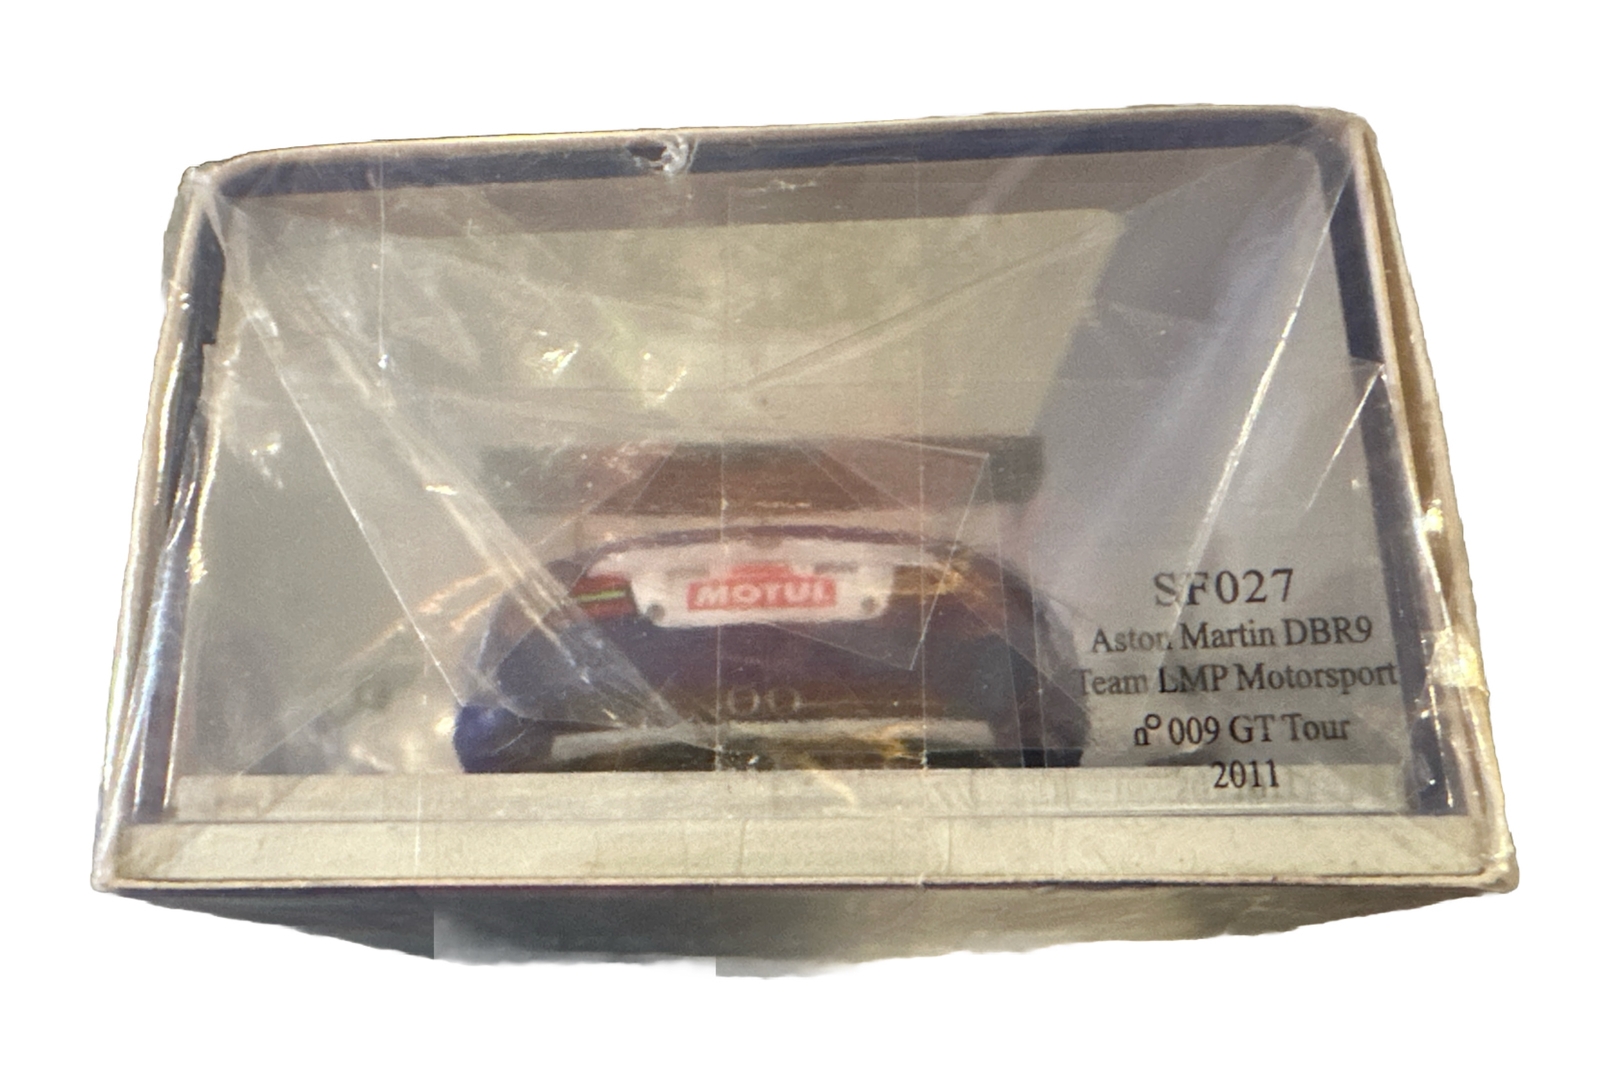 MOTUL
SF027
Aston Martin DBR9
Team LMP Motorsport
n° 009 GT Tour
2011